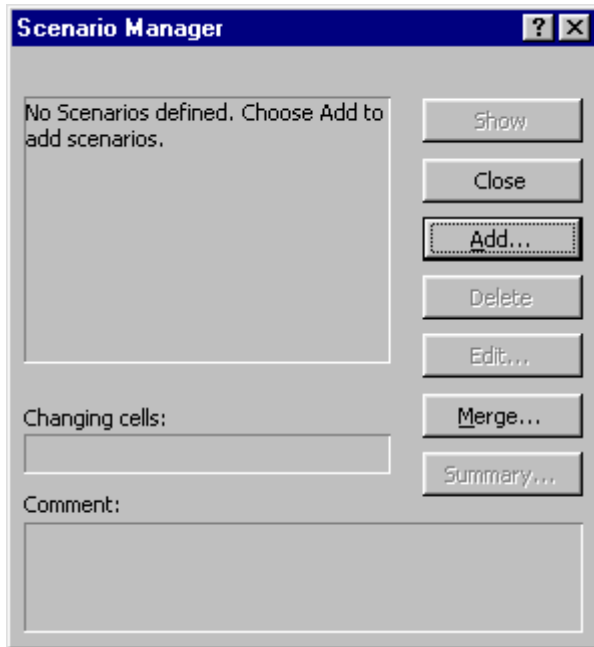 Scenario Manager
No Scenarios defined. Choose Add to
add scenarios.
Show
Close
Add...
Delete
Edit...
Changing cells:
Merge...
Summary...
Comment: